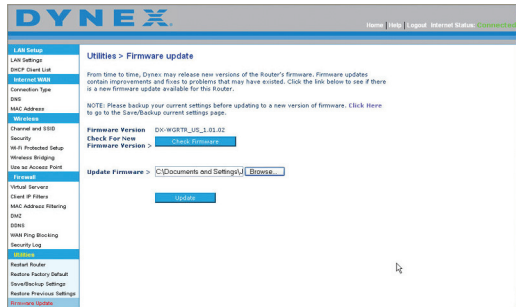 DYNEX
Home | Help | Logout Internet Status: Connected
LAN Setup
LAN Settings
DHCP Client List
Internet WAN
Connection Type
DNS
MAC Address
Wireless
Channel and SSID
Security
Wi-Fi Protected Setup
Wireless Bridging
Use as Access Point
Firewall
Virtual Servers
Client IP Filters
MAC Address Filtering
DMZ
DDNS
WAN Ping Blocking
Security Log
Utilities
Restart Router
Restore Factory Default
Save/Backup Settings
Restore Previous Settings
Firmware Update
Utilities > Firmware update
From time to time, Dynex may release new versions of the Router's firmware. Firmware updates
contain improvements and fixes to problems that may have existed. Click the link below to see if there
is a new firmware update available for this Router.
NOTE: Please backup your current settings before updating to a new version of firmware. Click Here
to go to the Save/Backup current settings page.
Firmware Version DX-WGRTR_US_1.01.02
Check For New
Firmware Version > Check Firmware
Update Firmware > C:\Documents and Settings\J Browse...
Update